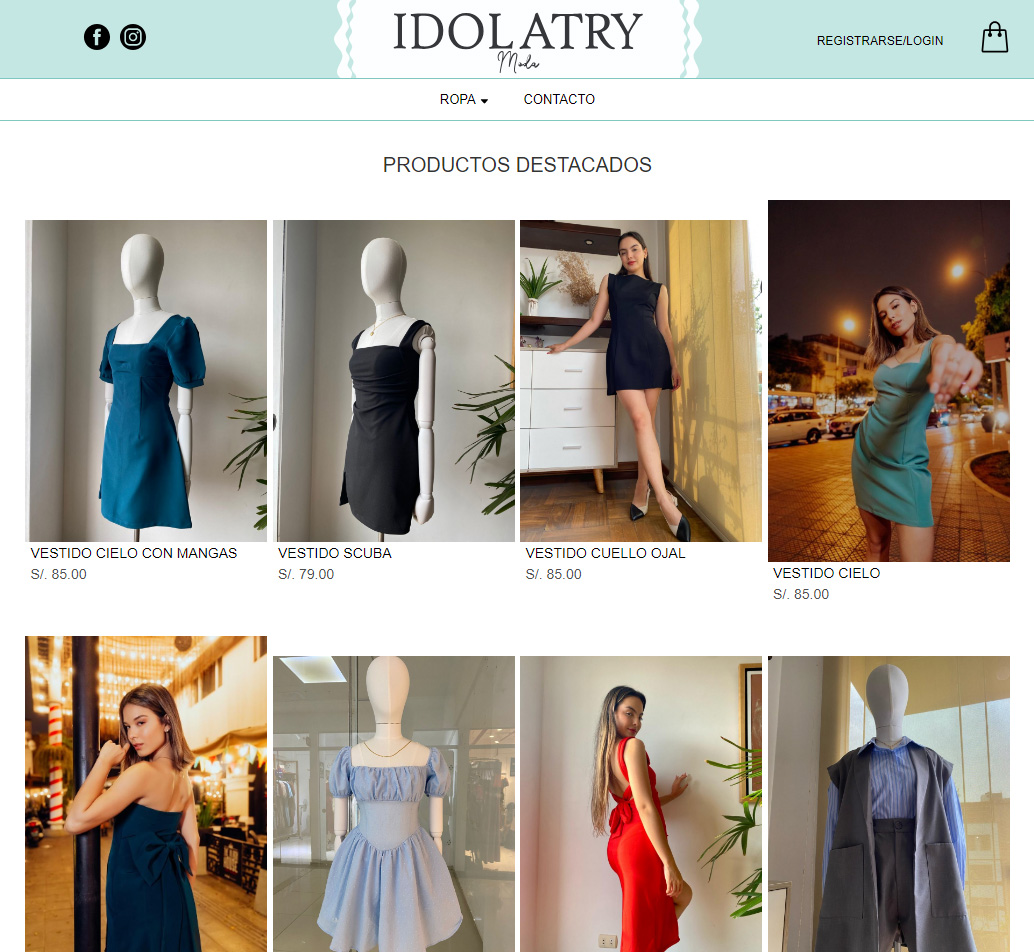 IDOLATRY
Moda
REGISTRARSE/LOGIN
ROPA
CONTACTO
PRODUCTOS DESTACADOS
VESTIDO CIELO CON MANGAS
S/. 85.00
VESTIDO SCUBA
S/. 79.00
VESTIDO CUELLO OJAL
S/. 85.00
VESTIDO CIELO
S/. 85.00